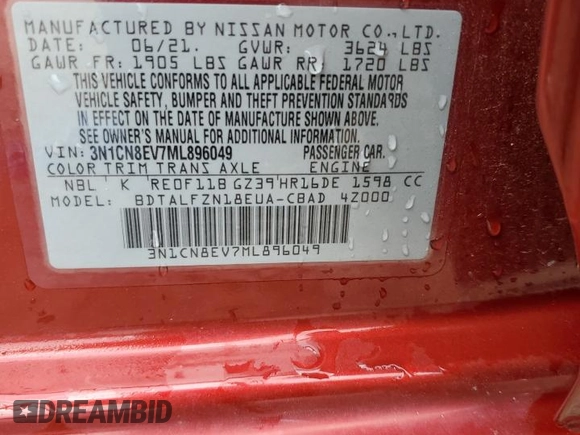 MANUFACTURED BY NISSAN MOTOR CO., LTD.
DATE: 06/21. GVWR: 3624 LBS
GAWR FR: 1905 LBS GAWR RR: 1720 LBS
THIS VEHICLE CONFORMS TO ALL APPLICABLE FEDERAL MOTOR
VEHICLE SAFETY, BUMPER AND THEFT PREVENTION STANDARDS
IN EFFECT ON THE DATE OF MANUFACTURE SHOWN ABOVE.
SEE OWNER'S MANUAL FOR ADDITIONAL INFORMATION.
VIN: 3N1CN8EV7ML896049 PASSENGER CAR.
COLOR TRIM TRANS AXLE ENGINE
NBL K RE0F11B GZ39 HR16DE 1598 CC
MODEL: BDTALFZN18EUA-CBAD 4Z000
3N1CN8EV7ML896049
DREAMBID